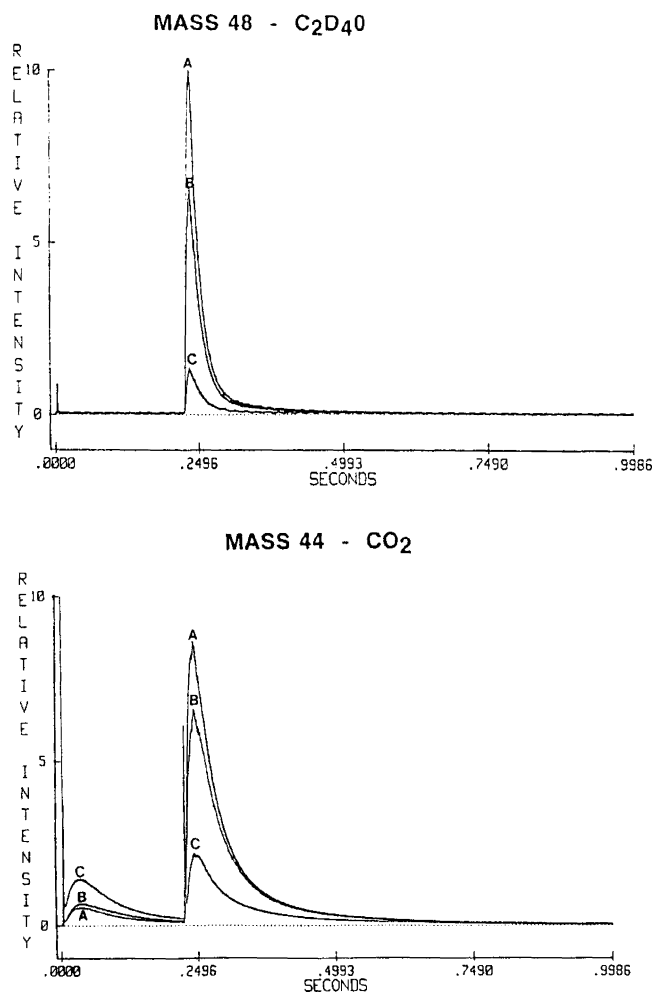 MASS 48 - C2D4O
RELATIVE INTENSITY
10
5
0
A
B
C
.0000 .2496 .4993 .7490 .9986
SECONDS
MASS 44 - CO2
RELATIVE INTENSITY
10
5
0
A
B
C
C
B
A
.0000 .2496 .4993 .7490 .9986
SECONDS